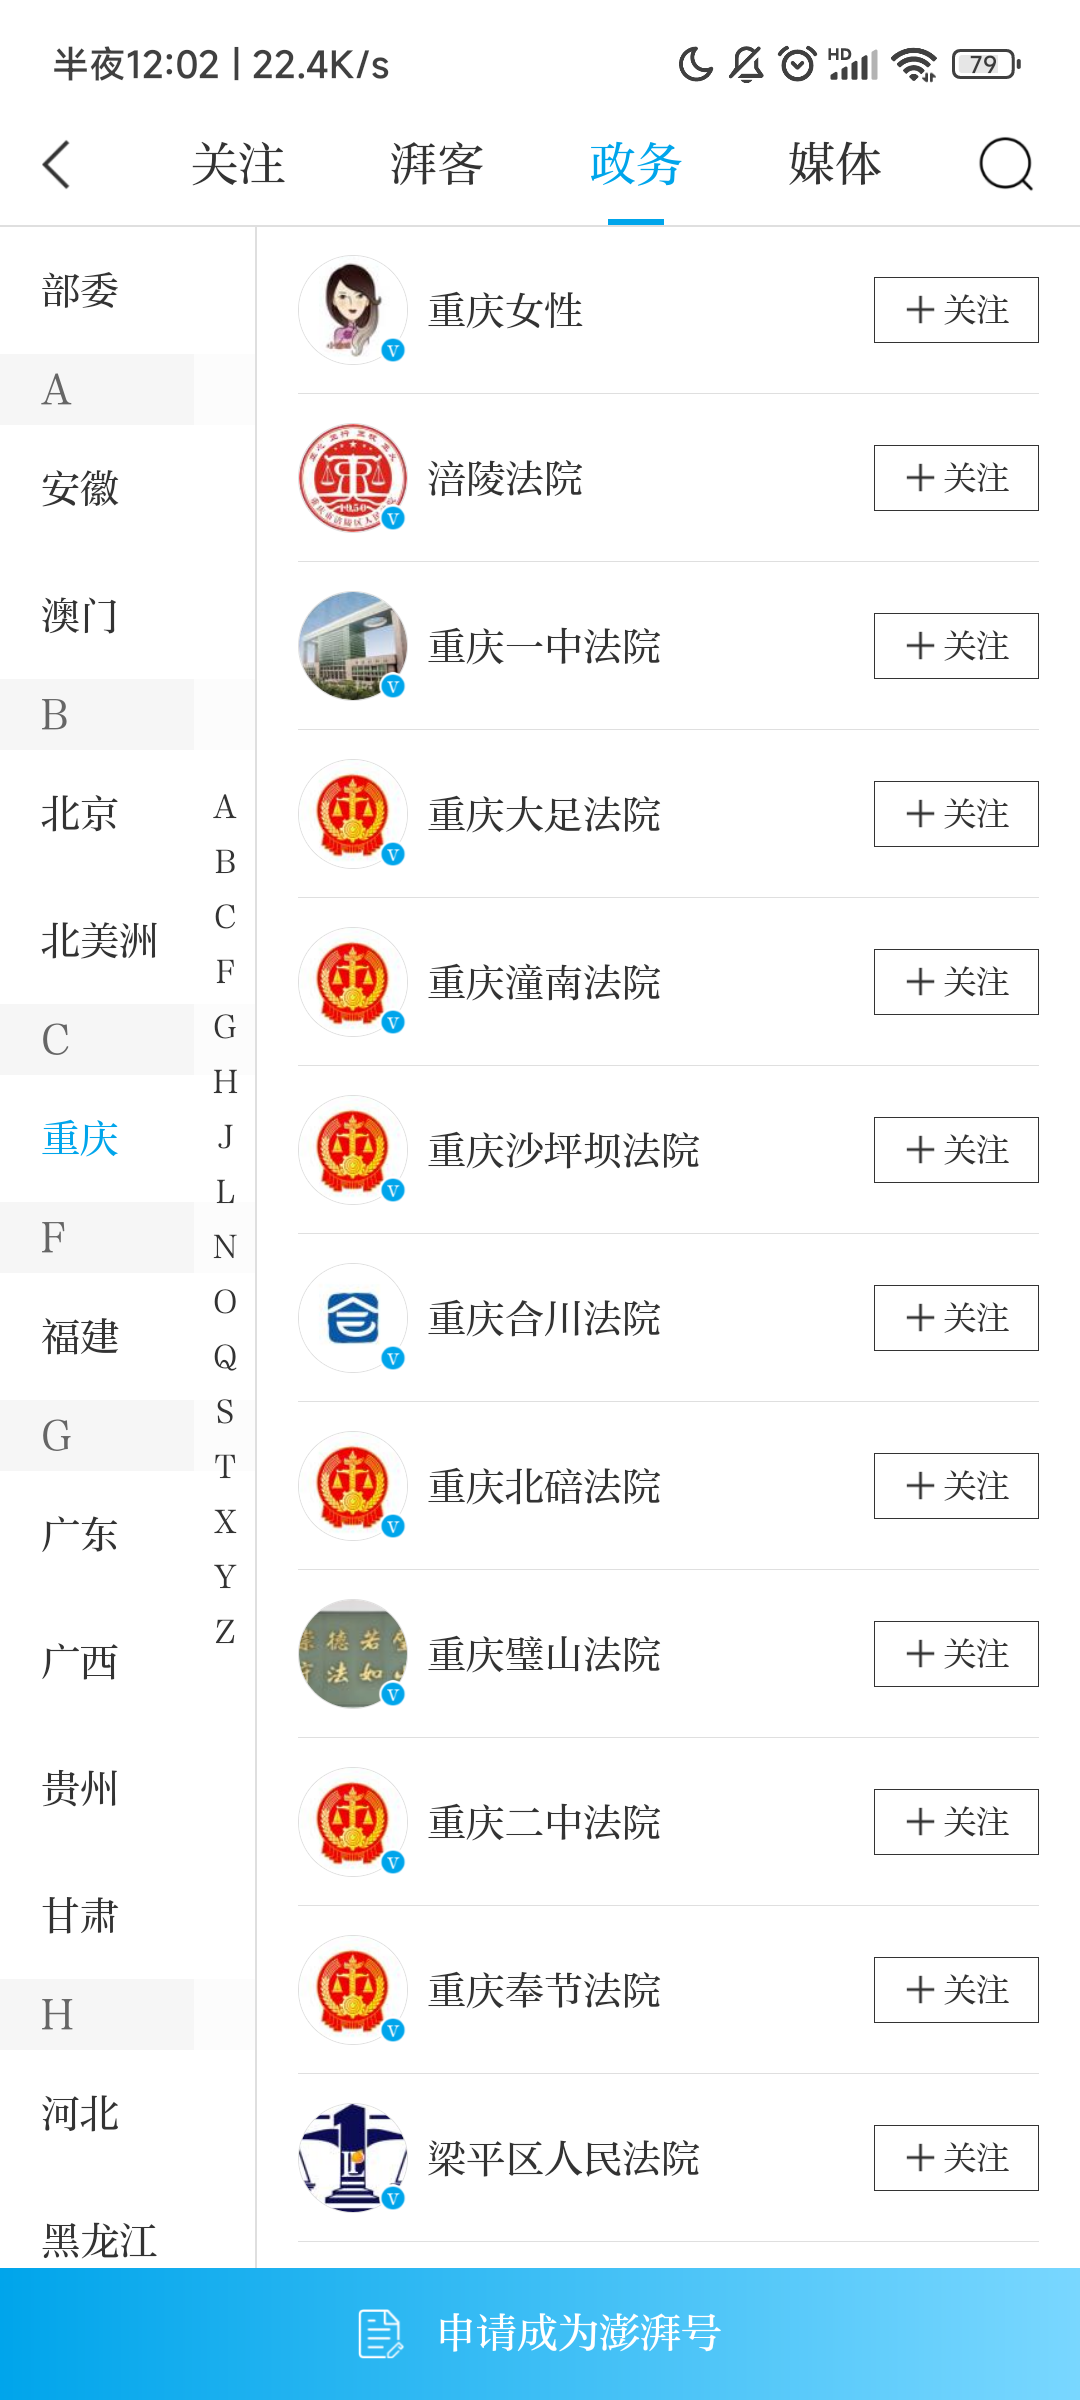 半夜12:02 | 22.4K/s
HD
79
关注 湃客 政务 媒体
部委
A
安徽
澳门
B
北京
北美洲
C
重庆
F
福建
G
广东
广西
贵州
甘肃
H
河北
黑龙江
A
B
C
F
G
H
J
L
N
O
Q
S
T
X
Y
Z
重庆女性
+ 关注
涪陵法院
+ 关注
重庆一中法院
+ 关注
重庆大足法院
+ 关注
重庆潼南法院
+ 关注
重庆沙坪坝法院
+ 关注
重庆合川法院
+ 关注
重庆北碚法院
+ 关注
重庆璧山法院
+ 关注
重庆二中法院
+ 关注
重庆奉节法院
+ 关注
梁平区人民法院
+ 关注
申请成为澎湃号